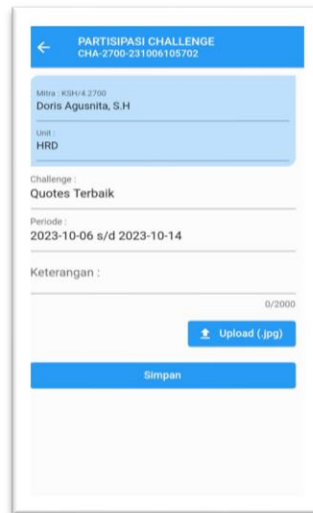 PARTISIPASI CHALLENGE
CHA-2700-231006105702
Mitra : KSH/4.2700
Doris Agusnita, S.H
Unit :
HRD
Challenge :
Quotes Terbaik
Periode :
2023-10-06 s/d 2023-10-14
Keterangan :
0/2000
Upload (.jpg)
Simpan